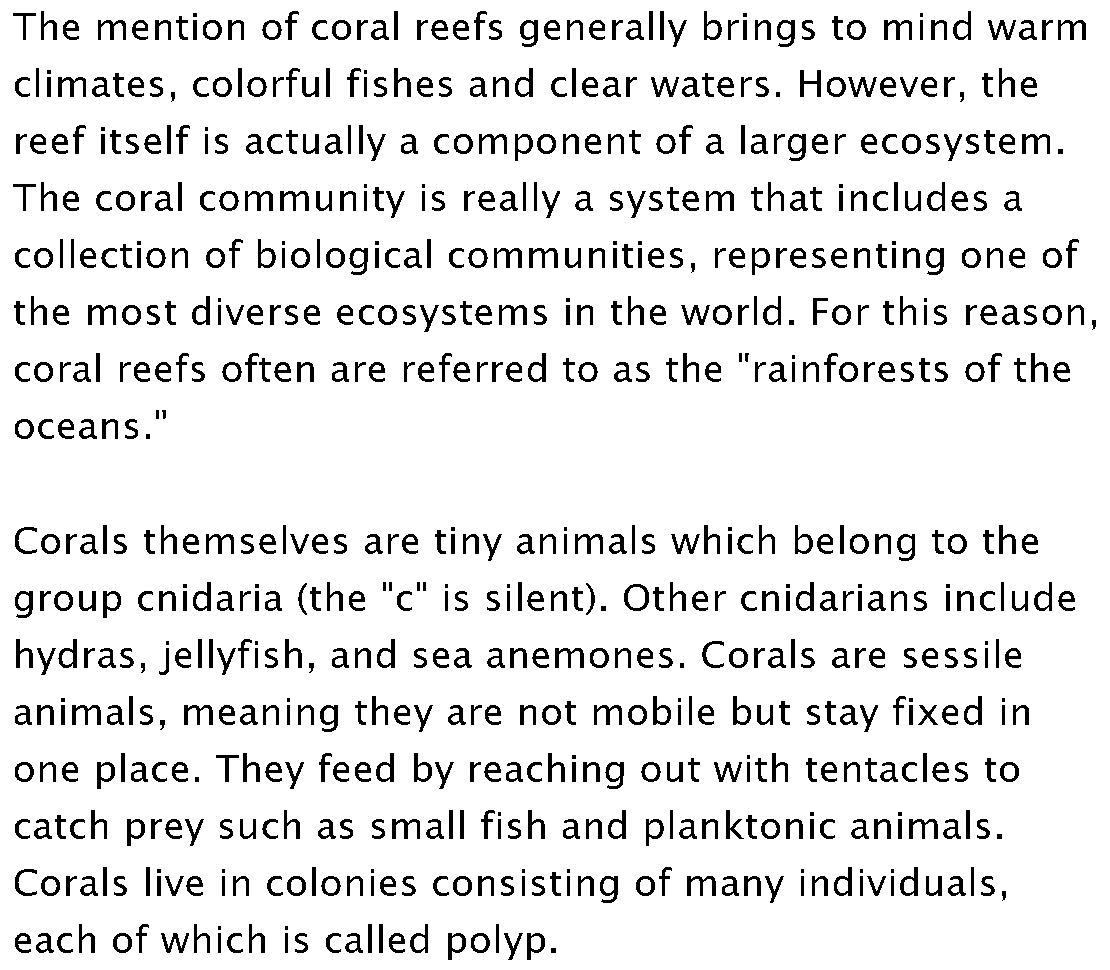 The mention of coral reefs generally brings to mind warm
climates, colorful fishes and clear waters. However, the
reef itself is actually a component of a larger ecosystem.
The coral community is really a system that includes a
collection of biological communities, representing one of
the most diverse ecosystems in the world. For this reason,
coral reefs often are referred to as the "rainforests of the
oceans."

Corals themselves are tiny animals which belong to the
group cnidaria (the "c" is silent). Other cnidarians include
hydras, jellyfish, and sea anemones. Corals are sessile
animals, meaning they are not mobile but stay fixed in
one place. They feed by reaching out with tentacles to
catch prey such as small fish and planktonic animals.
Corals live in colonies consisting of many individuals,
each of which is called polyp.